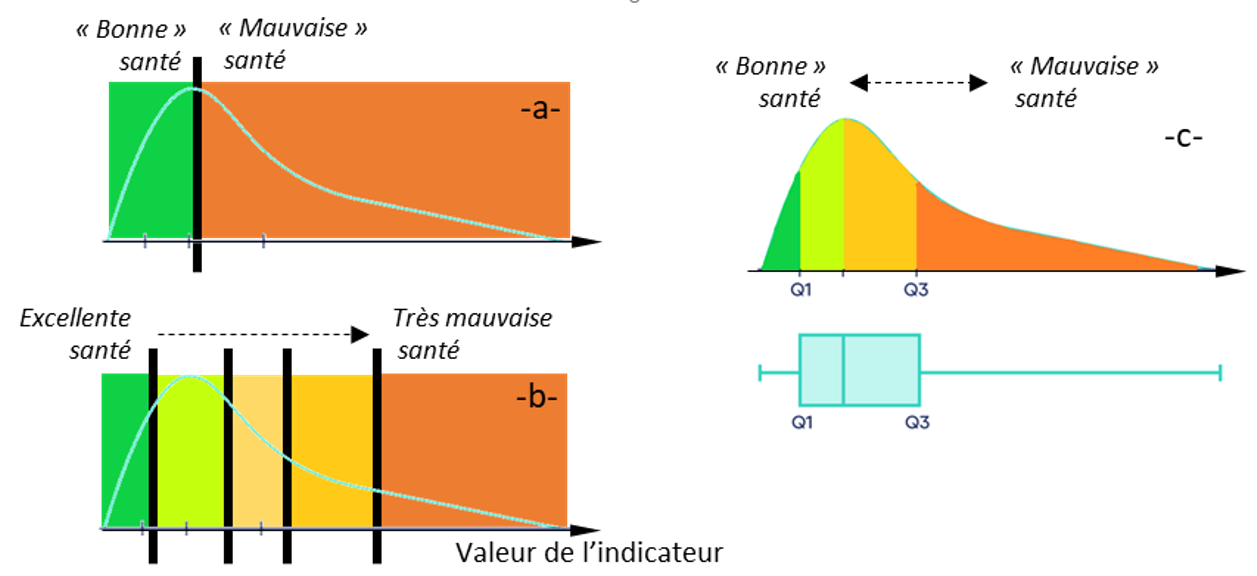 « Bonne »
santé
« Mauvaise »
santé
-a-
Excellente
santé
Très mauvaise
santé
-b-
Valeur de l’indicateur
« Bonne »
santé
« Mauvaise »
santé
-c-
Q1
Q3
Q1
Q3